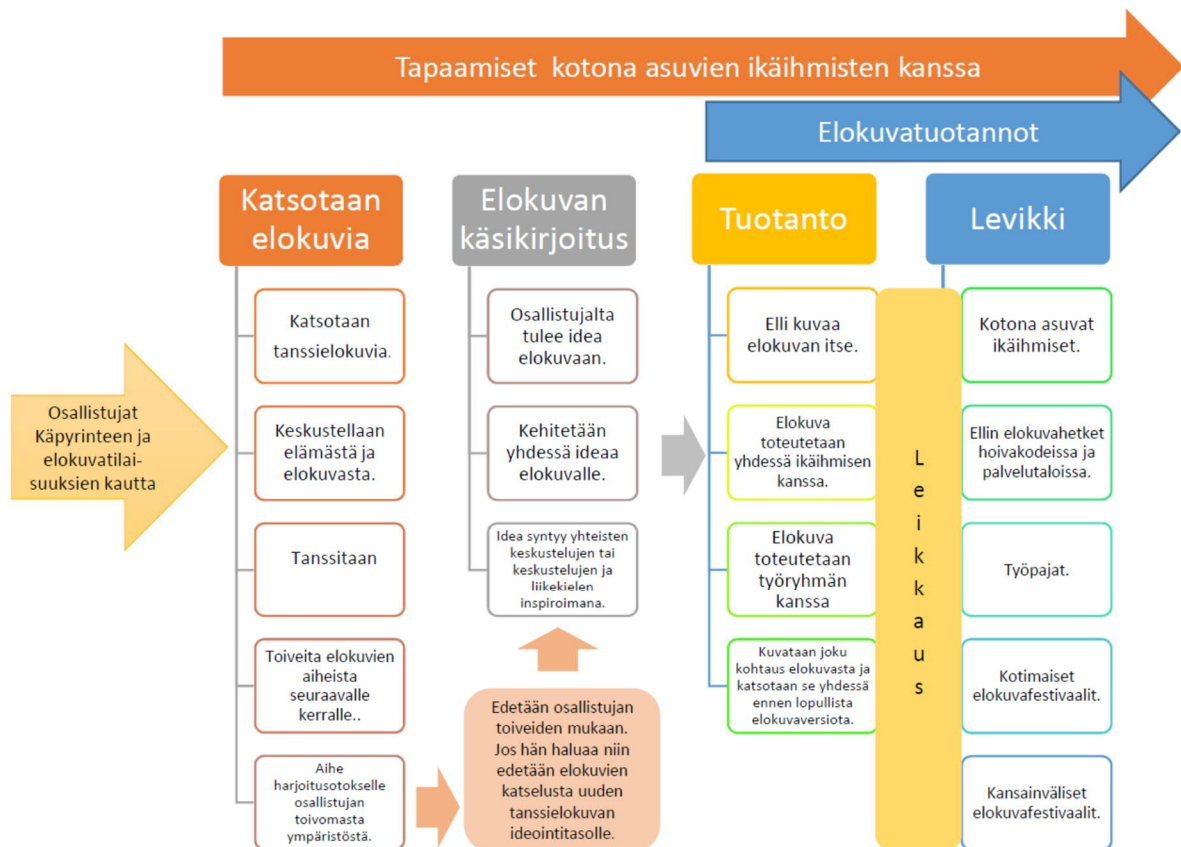 Tapaamiset kotona asuvien ikäihmisten kanssa
Elokuvatuotannot
Osallistujat
Käpyrinteen ja
elokuvatilai-
suuksien kautta
Katsotaan
elokuvia
Katsotaan
tanssielokuvia.
Keskustellaan
elämästä ja
elokuvasta.
Tanssitaan
Toiveita elokuvien
aiheista
seuraavalle
kerralle..
Aihe
harjoitusotokselle
osallistujan
toivomasta
ympäristöstä.
Elokuvan
käsikirjoitus
Osallistujalta
tulee idea
elokuvaan.
Kehitetään
yhdessä ideaa
elokuvalle.
Idea syntyy yhteisten
keskustelujen tai
keskustelujen ja
liikekielen
inspiroimana.
Edetään osallistujan
toiveiden mukaan.
Jos hän haluaa niin
edetään elokuvien
katselusta uuden
tanssielokuvan
ideointitasolle.
Tuotanto
Elli kuvaa
elokuvan itse.
Elokuva
toteutetaan
yhdessä ikäihmisen
kanssa.
Elokuva
toteutetaan
työryhmän
kanssa
Kuvataan joku
kohtaus elokuvasta ja
katsotaan se yhdessä
ennen lopullista
elokuvaversiota.
L
e
i
k
k
a
u
s
Levikki
Kotona asuvat
ikäihmiset.
Ellin elokuvahetket
hoivakodeissa ja
palvelutaloissa.
Työpajat.
Kotimaiset
elokuvafestivaalit.
Kansainväliset
elokuvafestivaalit.